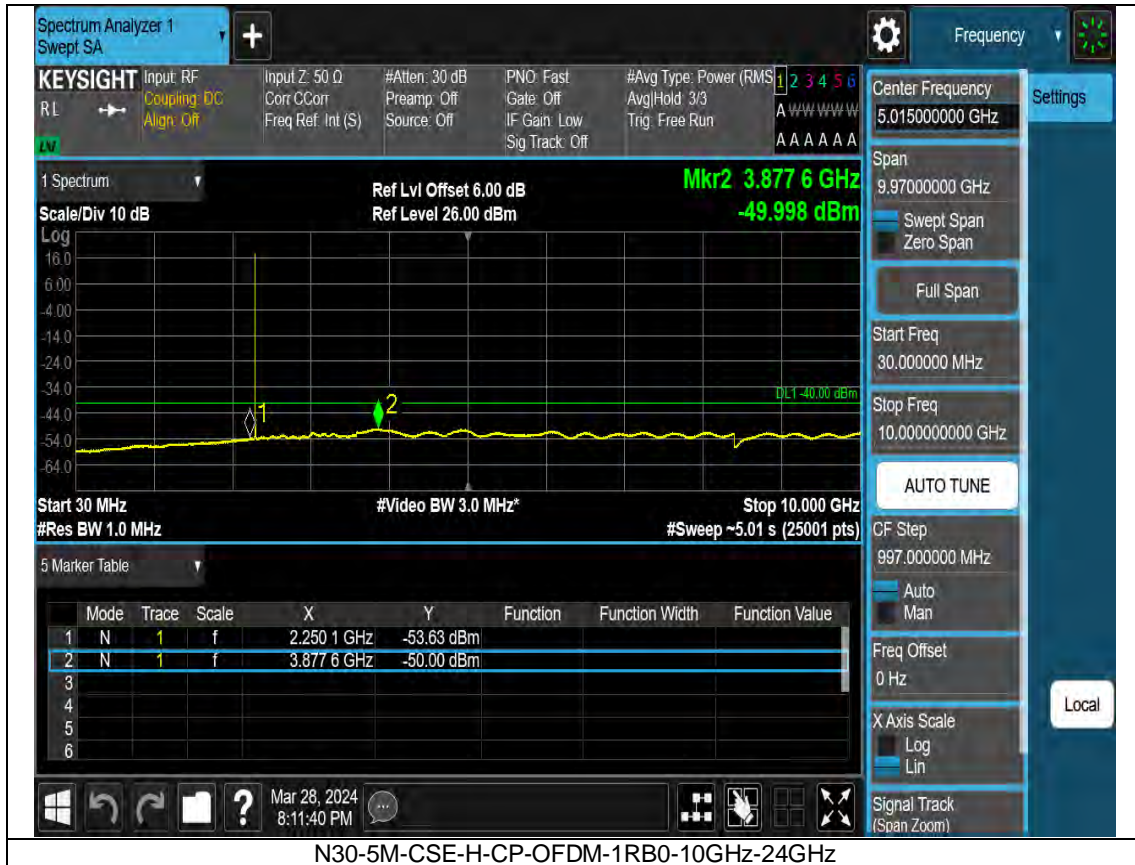 Spectrum Analyzer 1
Swept SA
Frequency
KEYSIGHT
Input: RF
Input Z: 50 Ω
#Atten: 30 dB
PNO: Fast
#Avg Type: Power (RMS
1 2 3 4 5 6
RL
Coupling: DC
Corr CCorr
Preamp: Off
Gate: Off
Avg|Hold: 3/3
A W W W W W
Align: Off
Freq Ref: Int (S)
Source: Off
IF Gain: Low
Trig: Free Run
Sig Track: Off
A A A A A A
1 Spectrum
Ref Lvl Offset 6.00 dB
Mkr2 3.877 6 GHz
Scale/Div 10 dB
Ref Level 26.00 dBm
-49.998 dBm
Log
16.0
6.00
-4.00
-14.0
-24.0
-34.0
-44.0
-54.0
-64.0
DL1 -40.00 dBm
1
2
Start 30 MHz
#Video BW 3.0 MHz*
Stop 10.000 GHz
#Res BW 1.0 MHz
#Sweep ~5.01 s (25001 pts)
5 Marker Table
Mode Trace Scale X Y Function Function Width Function Value
1 N 1 f 2.250 1 GHz -53.63 dBm
2 N 1 f 3.877 6 GHz -50.00 dBm
3
4
5
6
Mar 28, 2024
8:11:40 PM
Center Frequency
5.015000000 GHz
Settings
Span
9.97000000 GHz
Swept Span
Zero Span
Full Span
Start Freq
30.000000 MHz
Stop Freq
10.000000000 GHz
AUTO TUNE
CF Step
997.000000 MHz
Auto
Man
Freq Offset
0 Hz
Local
X Axis Scale
Log
Lin
Signal Track
(Span Zoom)
N30-5M-CSE-H-CP-OFDM-1RB0-10GHz-24GHz